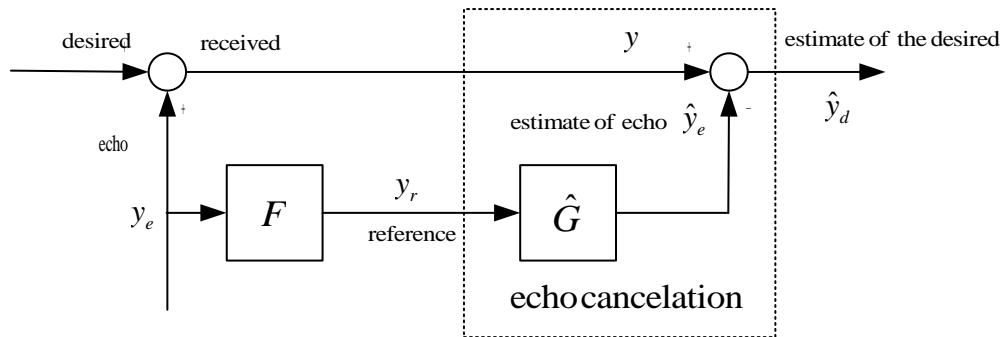 desired
received
y
estimate of the desired
+
+
ŷ_d
+
estimate of echo ŷ_e
−
echo
y_e
F
y_r
reference
Ĝ
echo cancelation